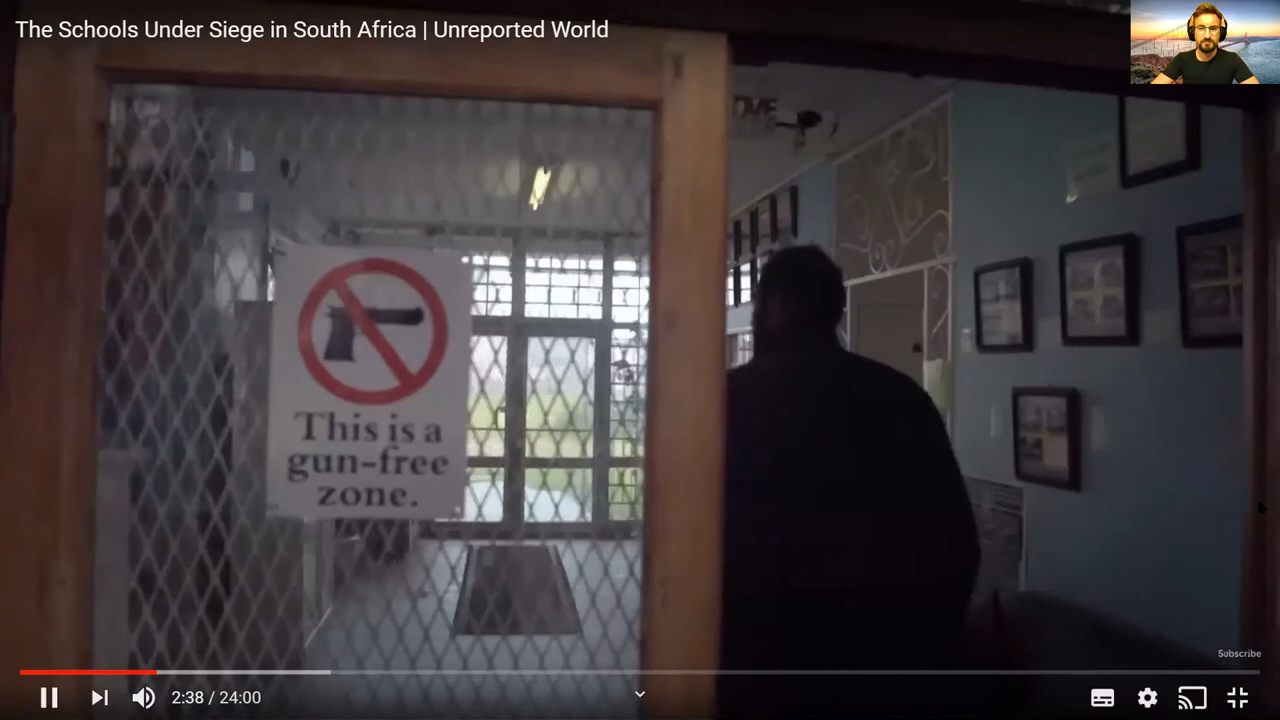 The Schools Under Siege in South Africa | Unreported World
This is a
gun-free
zone.
Subscribe
2:38 / 24:00